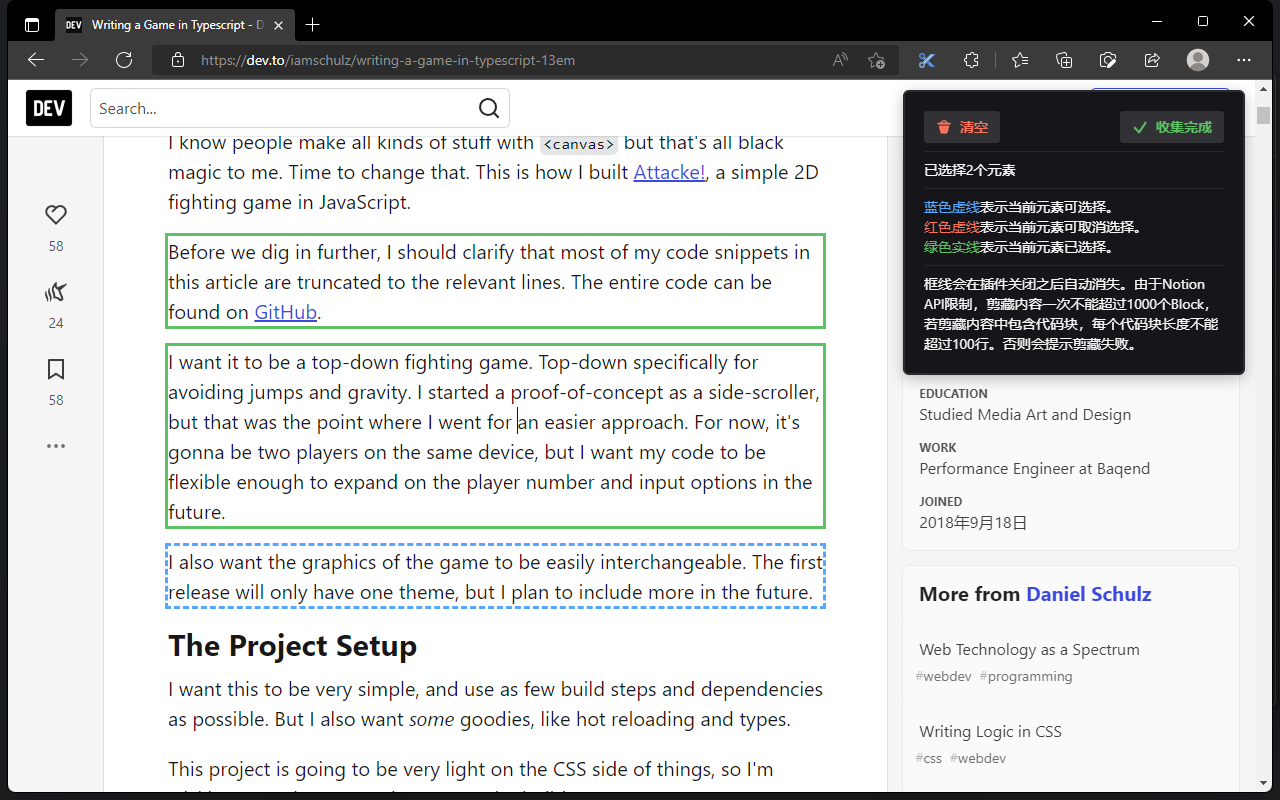 DEV Writing a Game in Typescript - D
https://dev.to/iamschulz/writing-a-game-in-typescript-13em
DEV
Search...
I know people make all kinds of stuff with <canvas> but that's all black
magic to me. Time to change that. This is how I built Attacke!, a simple 2D
fighting game in JavaScript.
Before we dig in further, I should clarify that most of my code snippets in
this article are truncated to the relevant lines. The entire code can be
found on GitHub.
I want it to be a top-down fighting game. Top-down specifically for
avoiding jumps and gravity. I started a proof-of-concept as a side-scroller,
but that was the point where I went for an easier approach. For now, it's
gonna be two players on the same device, but I want my code to be
flexible enough to expand on the player number and input options in the
future.
I also want the graphics of the game to be easily interchangeable. The first
release will only have one theme, but I plan to include more in the future.
The Project Setup
I want this to be very simple, and use as few build steps and dependencies
as possible. But I also want some goodies, like hot reloading and types.
This project is going to be very light on the CSS side of things, so I'm
58
24
58
清空
收集完成
已选择2个元素
蓝色虚线表示当前元素可选择。
红色虚线表示当前元素可取消选择。
绿色实线表示当前元素已选择。
框线会在插件关闭之后自动消失。由于Notion
API限制，剪藏内容一次不能超过1000个Block，
若剪藏内容中包含代码块，每个代码块长度不能
超过100行。否则会提示剪藏失败。
EDUCATION
Studied Media Art and Design
WORK
Performance Engineer at Baqend
JOINED
2018年9月18日
More from Daniel Schulz
Web Technology as a Spectrum
#webdev #programming
Writing Logic in CSS
#css #webdev